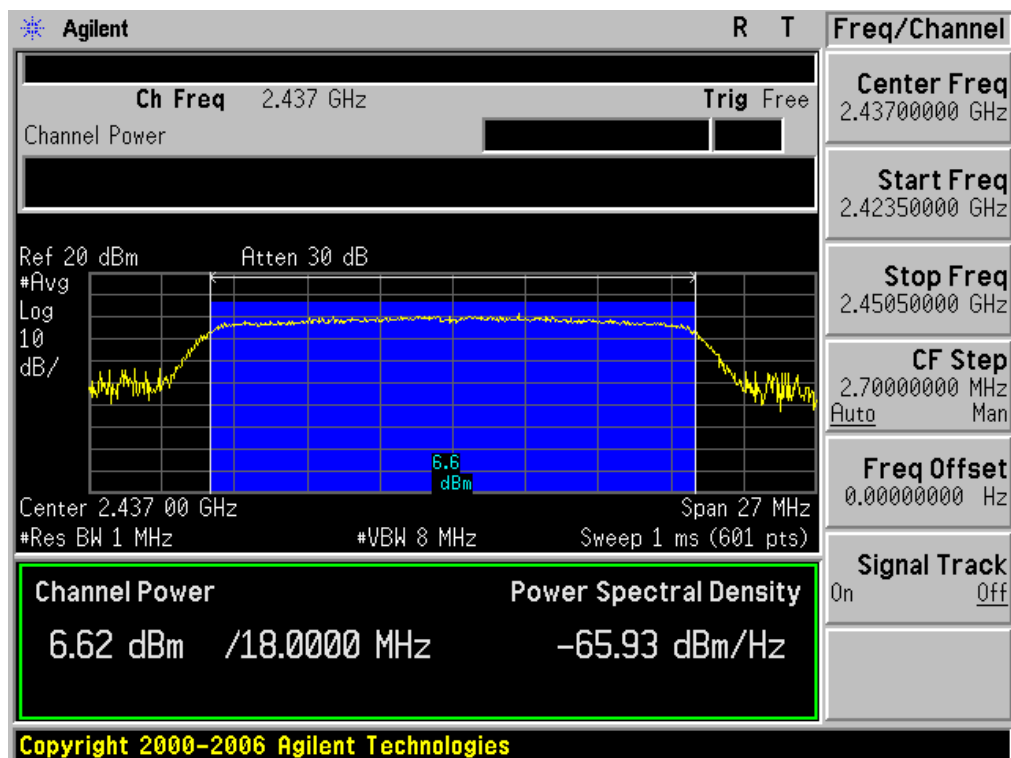 Agilent R T
Freq/Channel
Ch Freq 2.437 GHz Trig Free
Channel Power
Center Freq
2.43700000 GHz
Start Freq
2.42350000 GHz
Stop Freq
2.45050000 GHz
CF Step
2.70000000 MHz
Auto Man
Freq Offset
0.00000000 Hz
Signal Track
On Off
Ref 20 dBm Atten 30 dB
#Avg
Log
10
dB/
6.6
dBm
Center 2.437 00 GHz Span 27 MHz
#Res BW 1 MHz #VBW 8 MHz Sweep 1 ms (601 pts)
Channel Power Power Spectral Density
6.62 dBm /18.0000 MHz -65.93 dBm/Hz
Copyright 2000-2006 Agilent Technologies